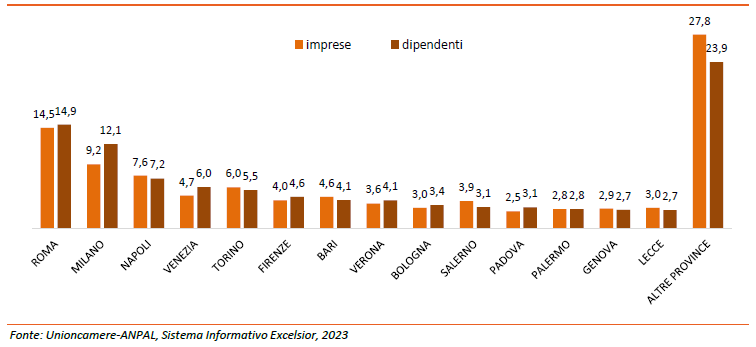 imprese dipendenti
27,8 23,9
14,5 14,9
9,2 12,1
7,6 7,2
4,7 6,0
6,0 5,5
4,0 4,6
4,6 4,1
3,6 4,1
3,0 3,4
3,9 3,1
2,5 3,1
2,8 2,8
2,9 2,7
3,0 2,7
ROMA
MILANO
NAPOLI
VENEZIA
TORINO
FIRENZE
BARI
VERONA
BOLOGNA
SALERNO
PADOVA
PALERMO
GENOVA
LECCE
ALTRE PROVINCE
Fonte: Unioncamere-ANPAL, Sistema Informativo Excelsior, 2023